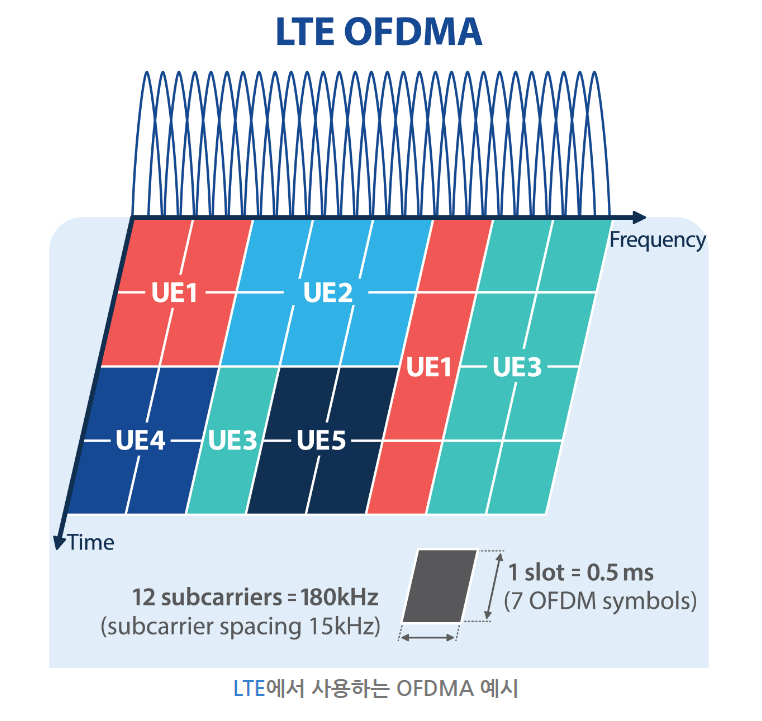 LTE OFDMA
Frequency
UE1
UE2
UE1
UE3
UE4
UE3
UE5
Time
12 subcarriers = 180kHz
(subcarrier spacing 15kHz)
1 slot = 0.5 ms
(7 OFDM symbols)
LTE에서 사용하는 OFDMA 예시